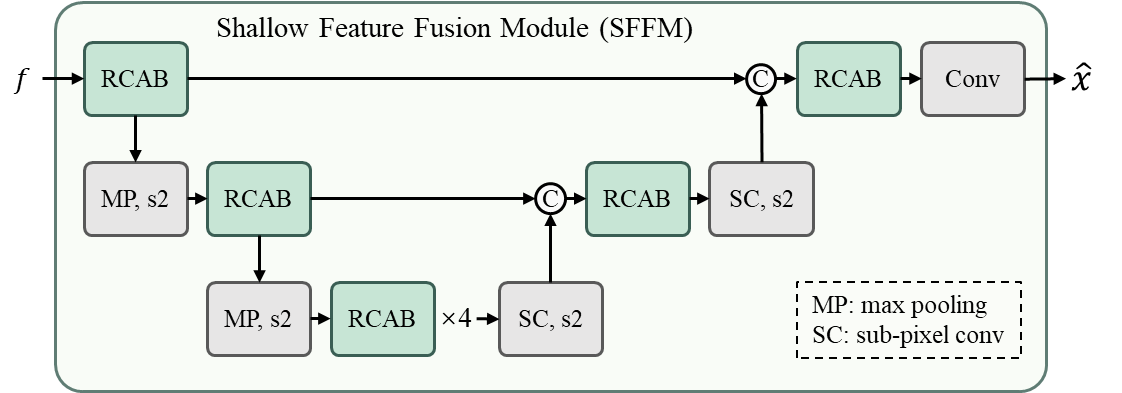 Shallow Feature Fusion Module (SFFM)
f
RCAB
C
RCAB
Conv
x̂
MP, s2
RCAB
C
RCAB
SC, s2
MP, s2
RCAB
×4
SC, s2
MP: max pooling
SC: sub-pixel conv